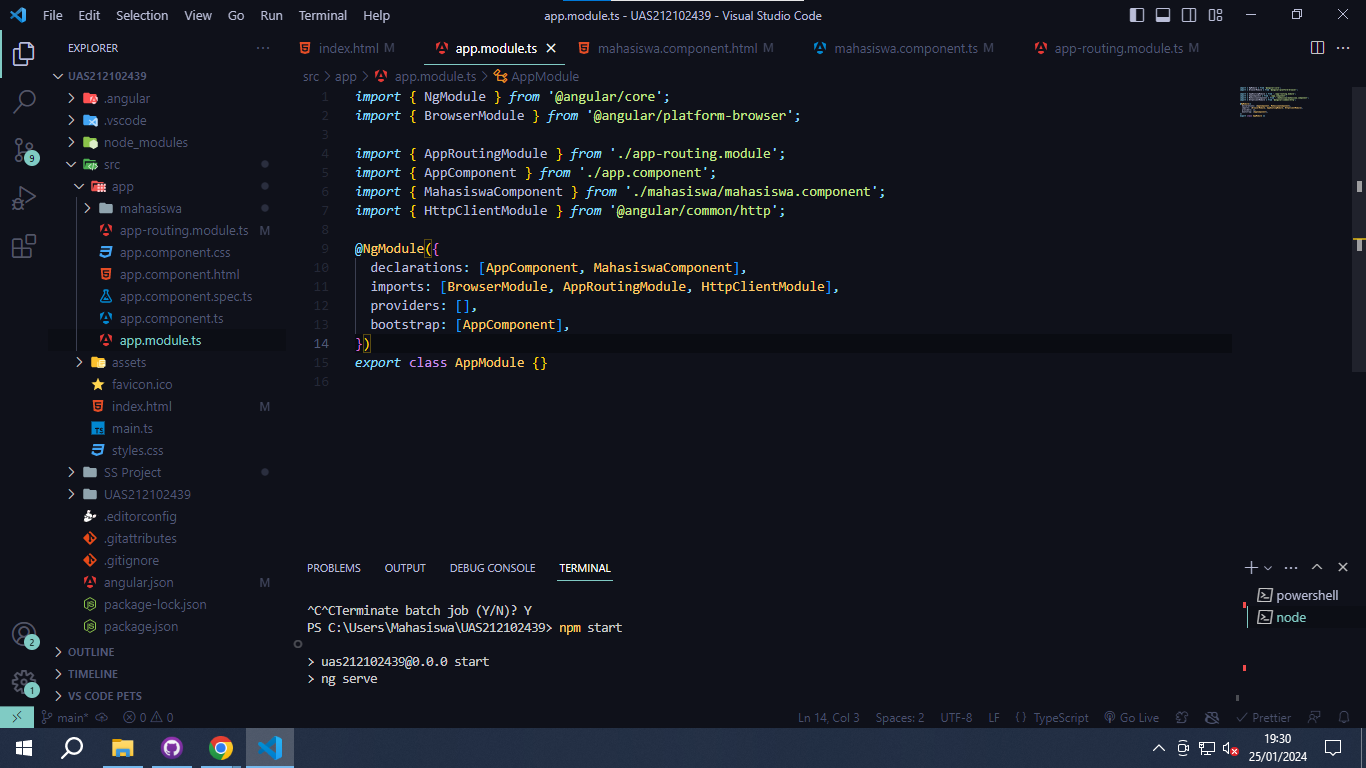 File Edit Selection View Go Run Terminal Help
app.module.ts - UAS212102439 - Visual Studio Code
EXPLORER
index.html M
app.module.ts
mahasiswa.component.html M
mahasiswa.component.ts M
app-routing.module.ts M
UAS212102439
.angular
.vscode
node_modules
src
app
mahasiswa
app-routing.module.ts M
app.component.css
app.component.html
app.component.spec.ts
app.component.ts
app.module.ts
assets
favicon.ico
index.html M
main.ts
styles.css
SS Project
UAS212102439
.editorconfig
.gitattributes
.gitignore
angular.json M
package-lock.json
package.json
OUTLINE
TIMELINE
VS CODE PETS
9
2
1
src > app > app.module.ts > AppModule
1 import { NgModule } from '@angular/core';
2 import { BrowserModule } from '@angular/platform-browser';
3
4 import { AppRoutingModule } from './app-routing.module';
5 import { AppComponent } from './app.component';
6 import { MahasiswaComponent } from './mahasiswa/mahasiswa.component';
7 import { HttpClientModule } from '@angular/common/http';
8
9 @NgModule({
10 declarations: [AppComponent, MahasiswaComponent],
11 imports: [BrowserModule, AppRoutingModule, HttpClientModule],
12 providers: [],
13 bootstrap: [AppComponent],
14 })
15 export class AppModule {}
16
PROBLEMS OUTPUT DEBUG CONSOLE TERMINAL
^C^CTerminate batch job (Y/N)? Y
PS C:\Users\Mahasiswa\UAS212102439> npm start
> uas212102439@0.0.0 start
> ng serve
powershell
node
main* 0 0
Ln 14, Col 3 Spaces: 2 UTF-8 LF { } TypeScript Go Live Prettier
19:30
25/01/2024